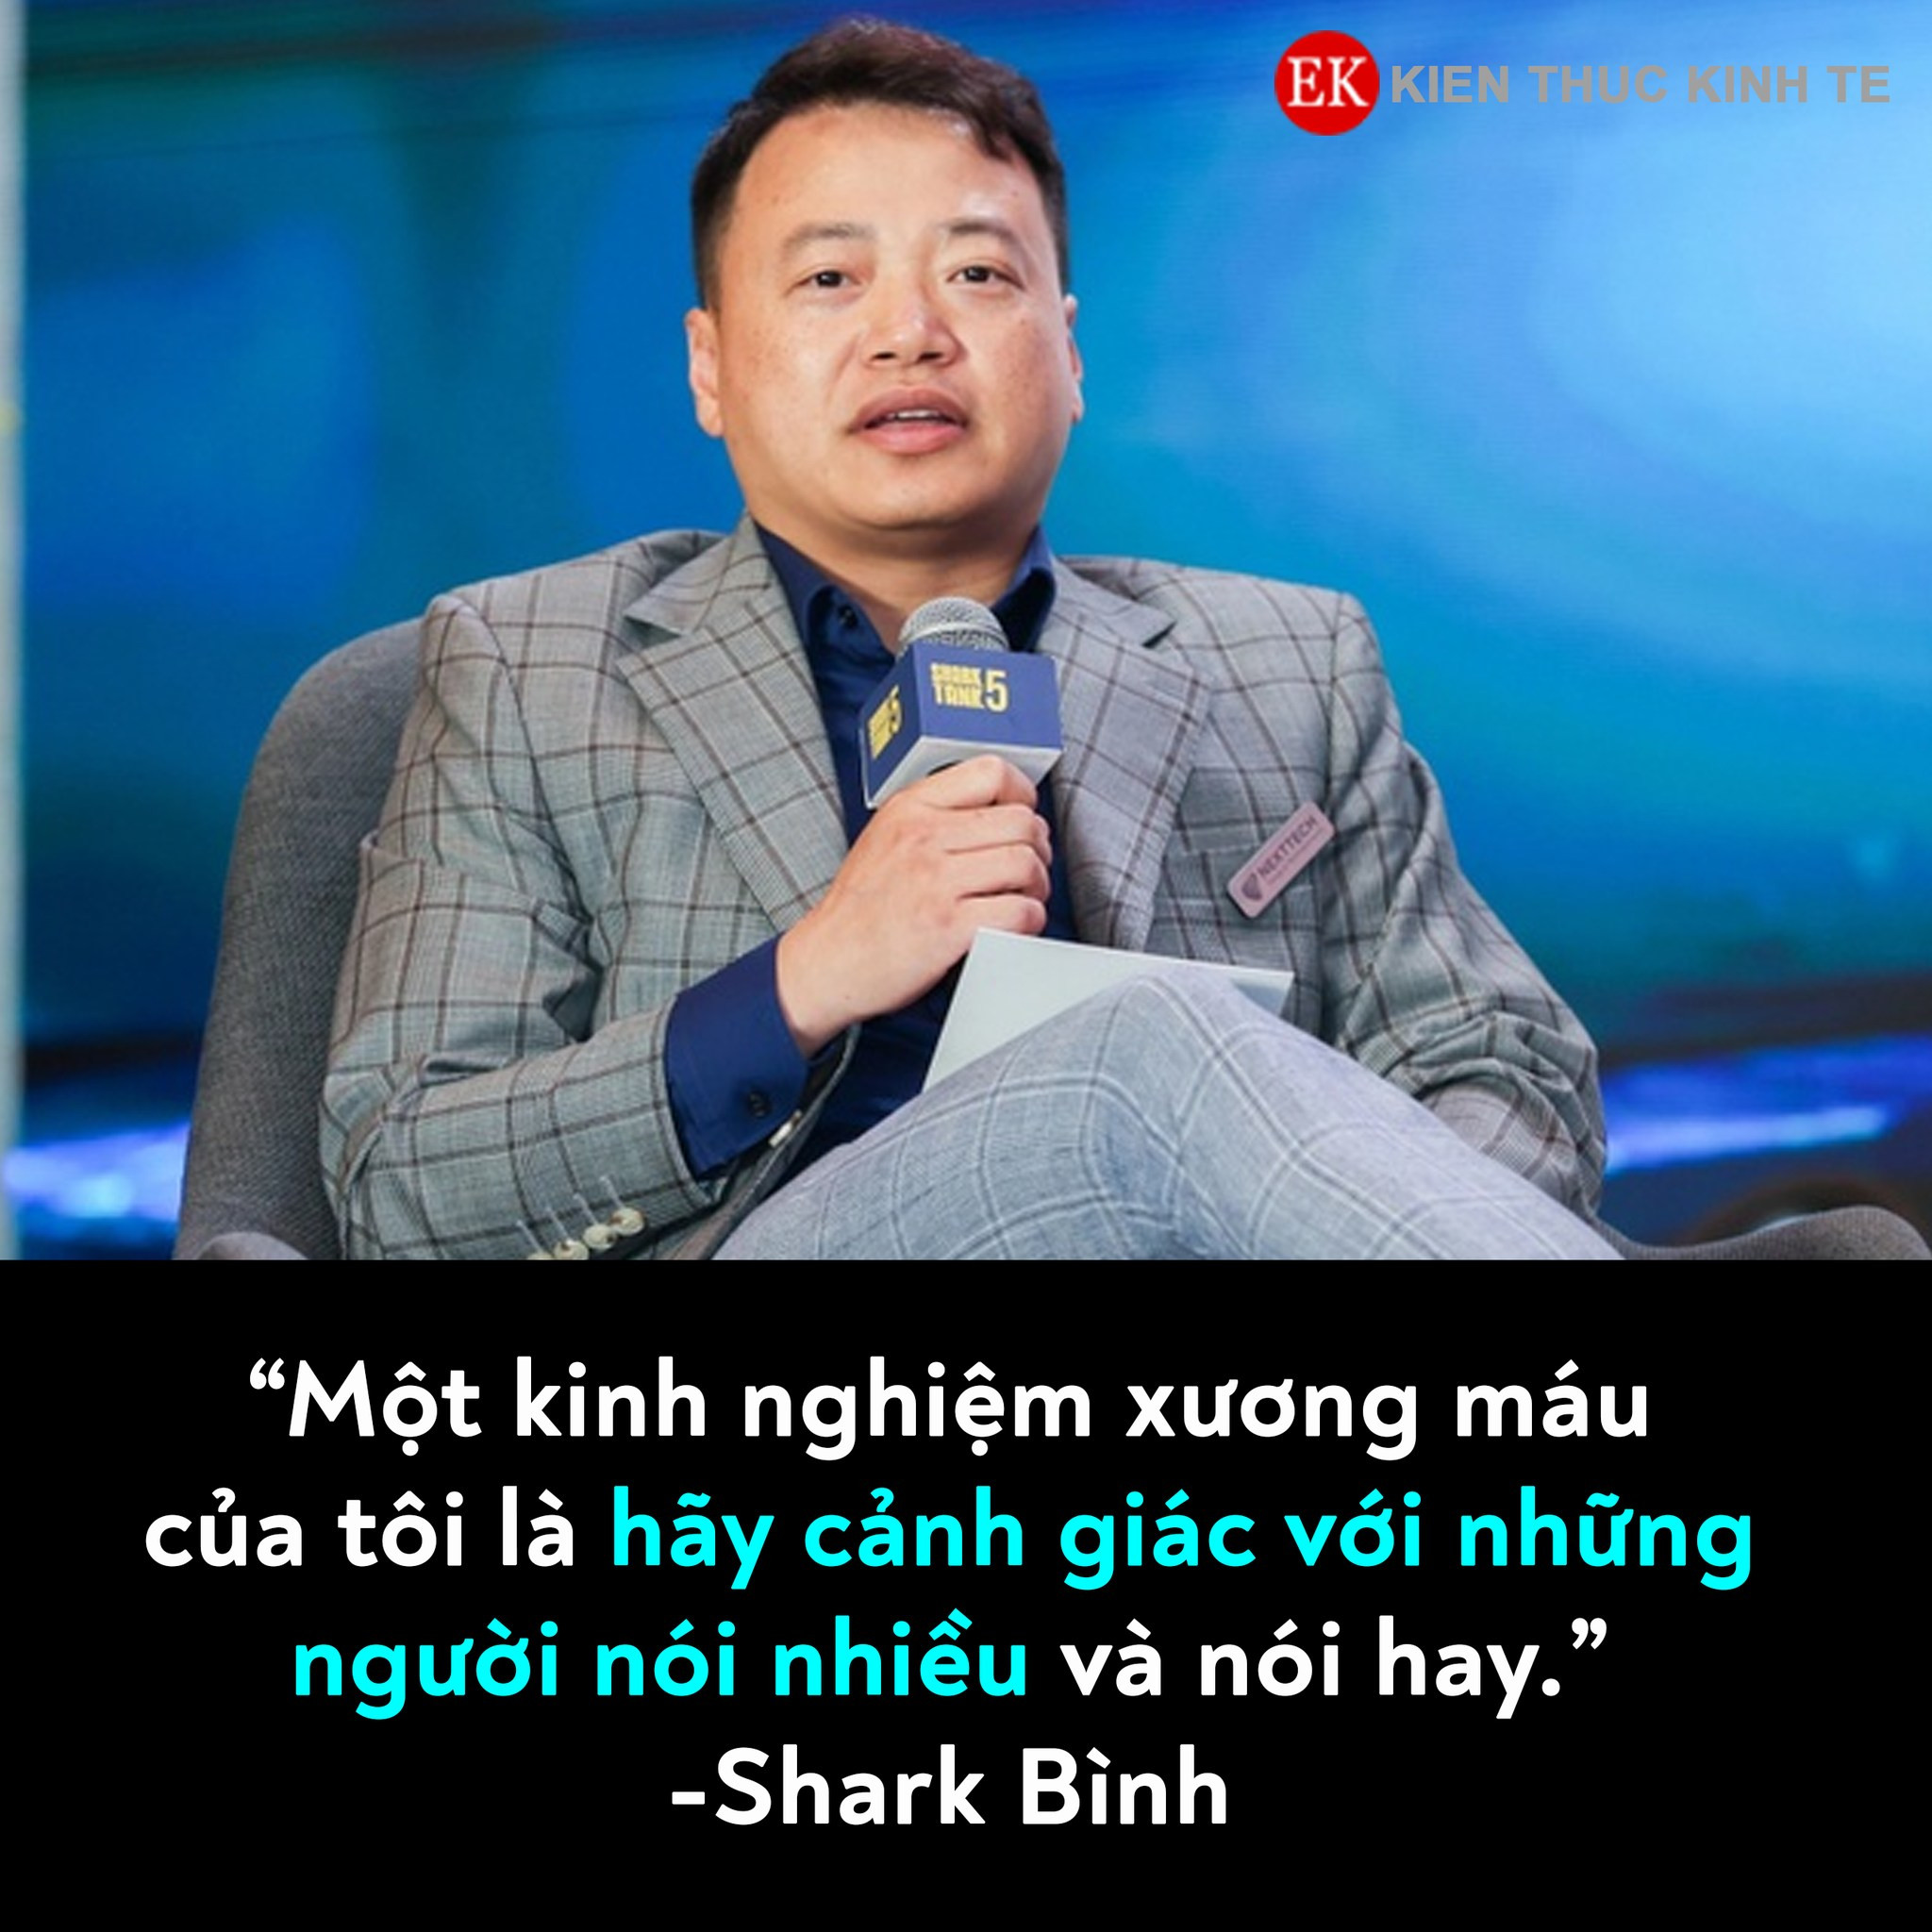 EK KIEN THUC KINH TE
SHARK
TANK 5
NEXTTECH
“Một kinh nghiệm xương máu
của tôi là hãy cảnh giác với những
người nói nhiều và nói hay.”
-Shark Bình